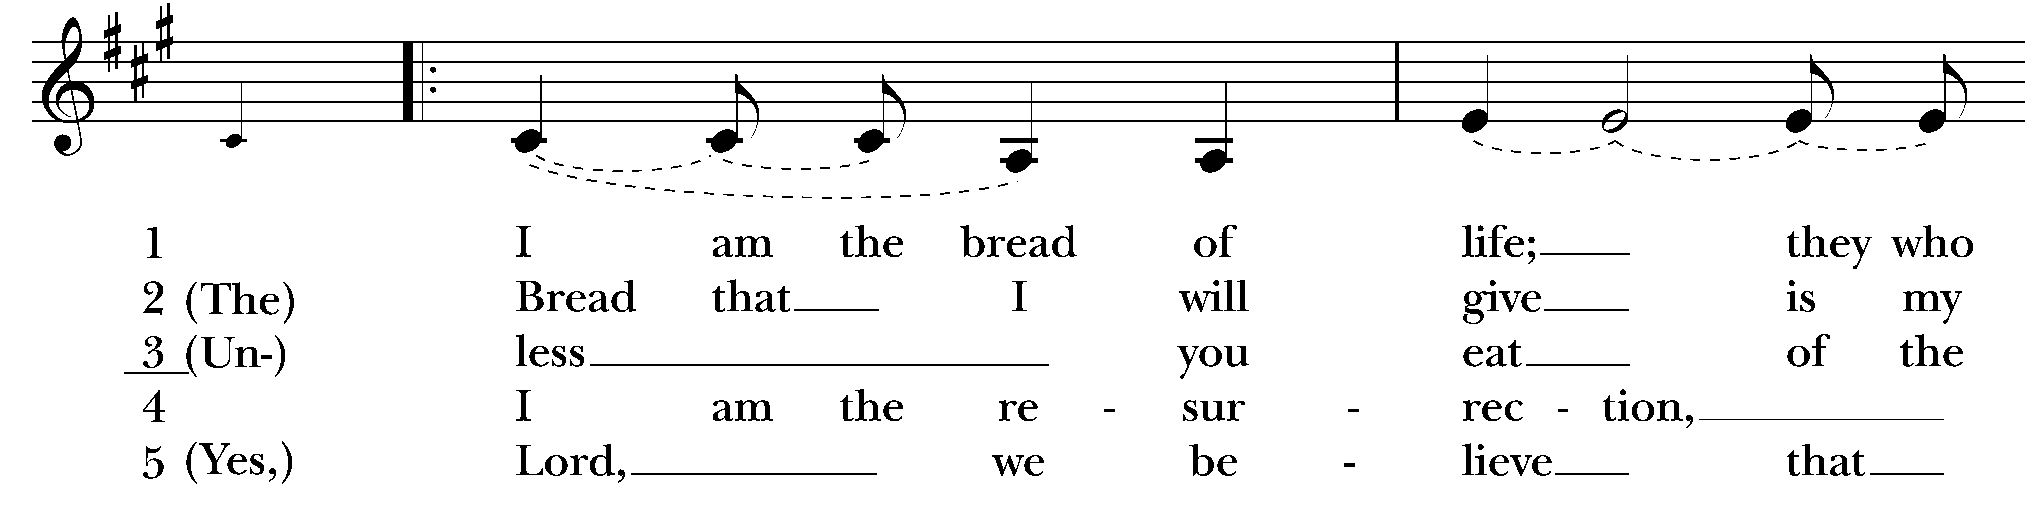 1 I am the bread of life; they who
2 (The) Bread that I will give is my
3 (Un-) less you eat of the
4 I am the re - sur - rec - tion,
5 (Yes,) Lord, we be - lieve that